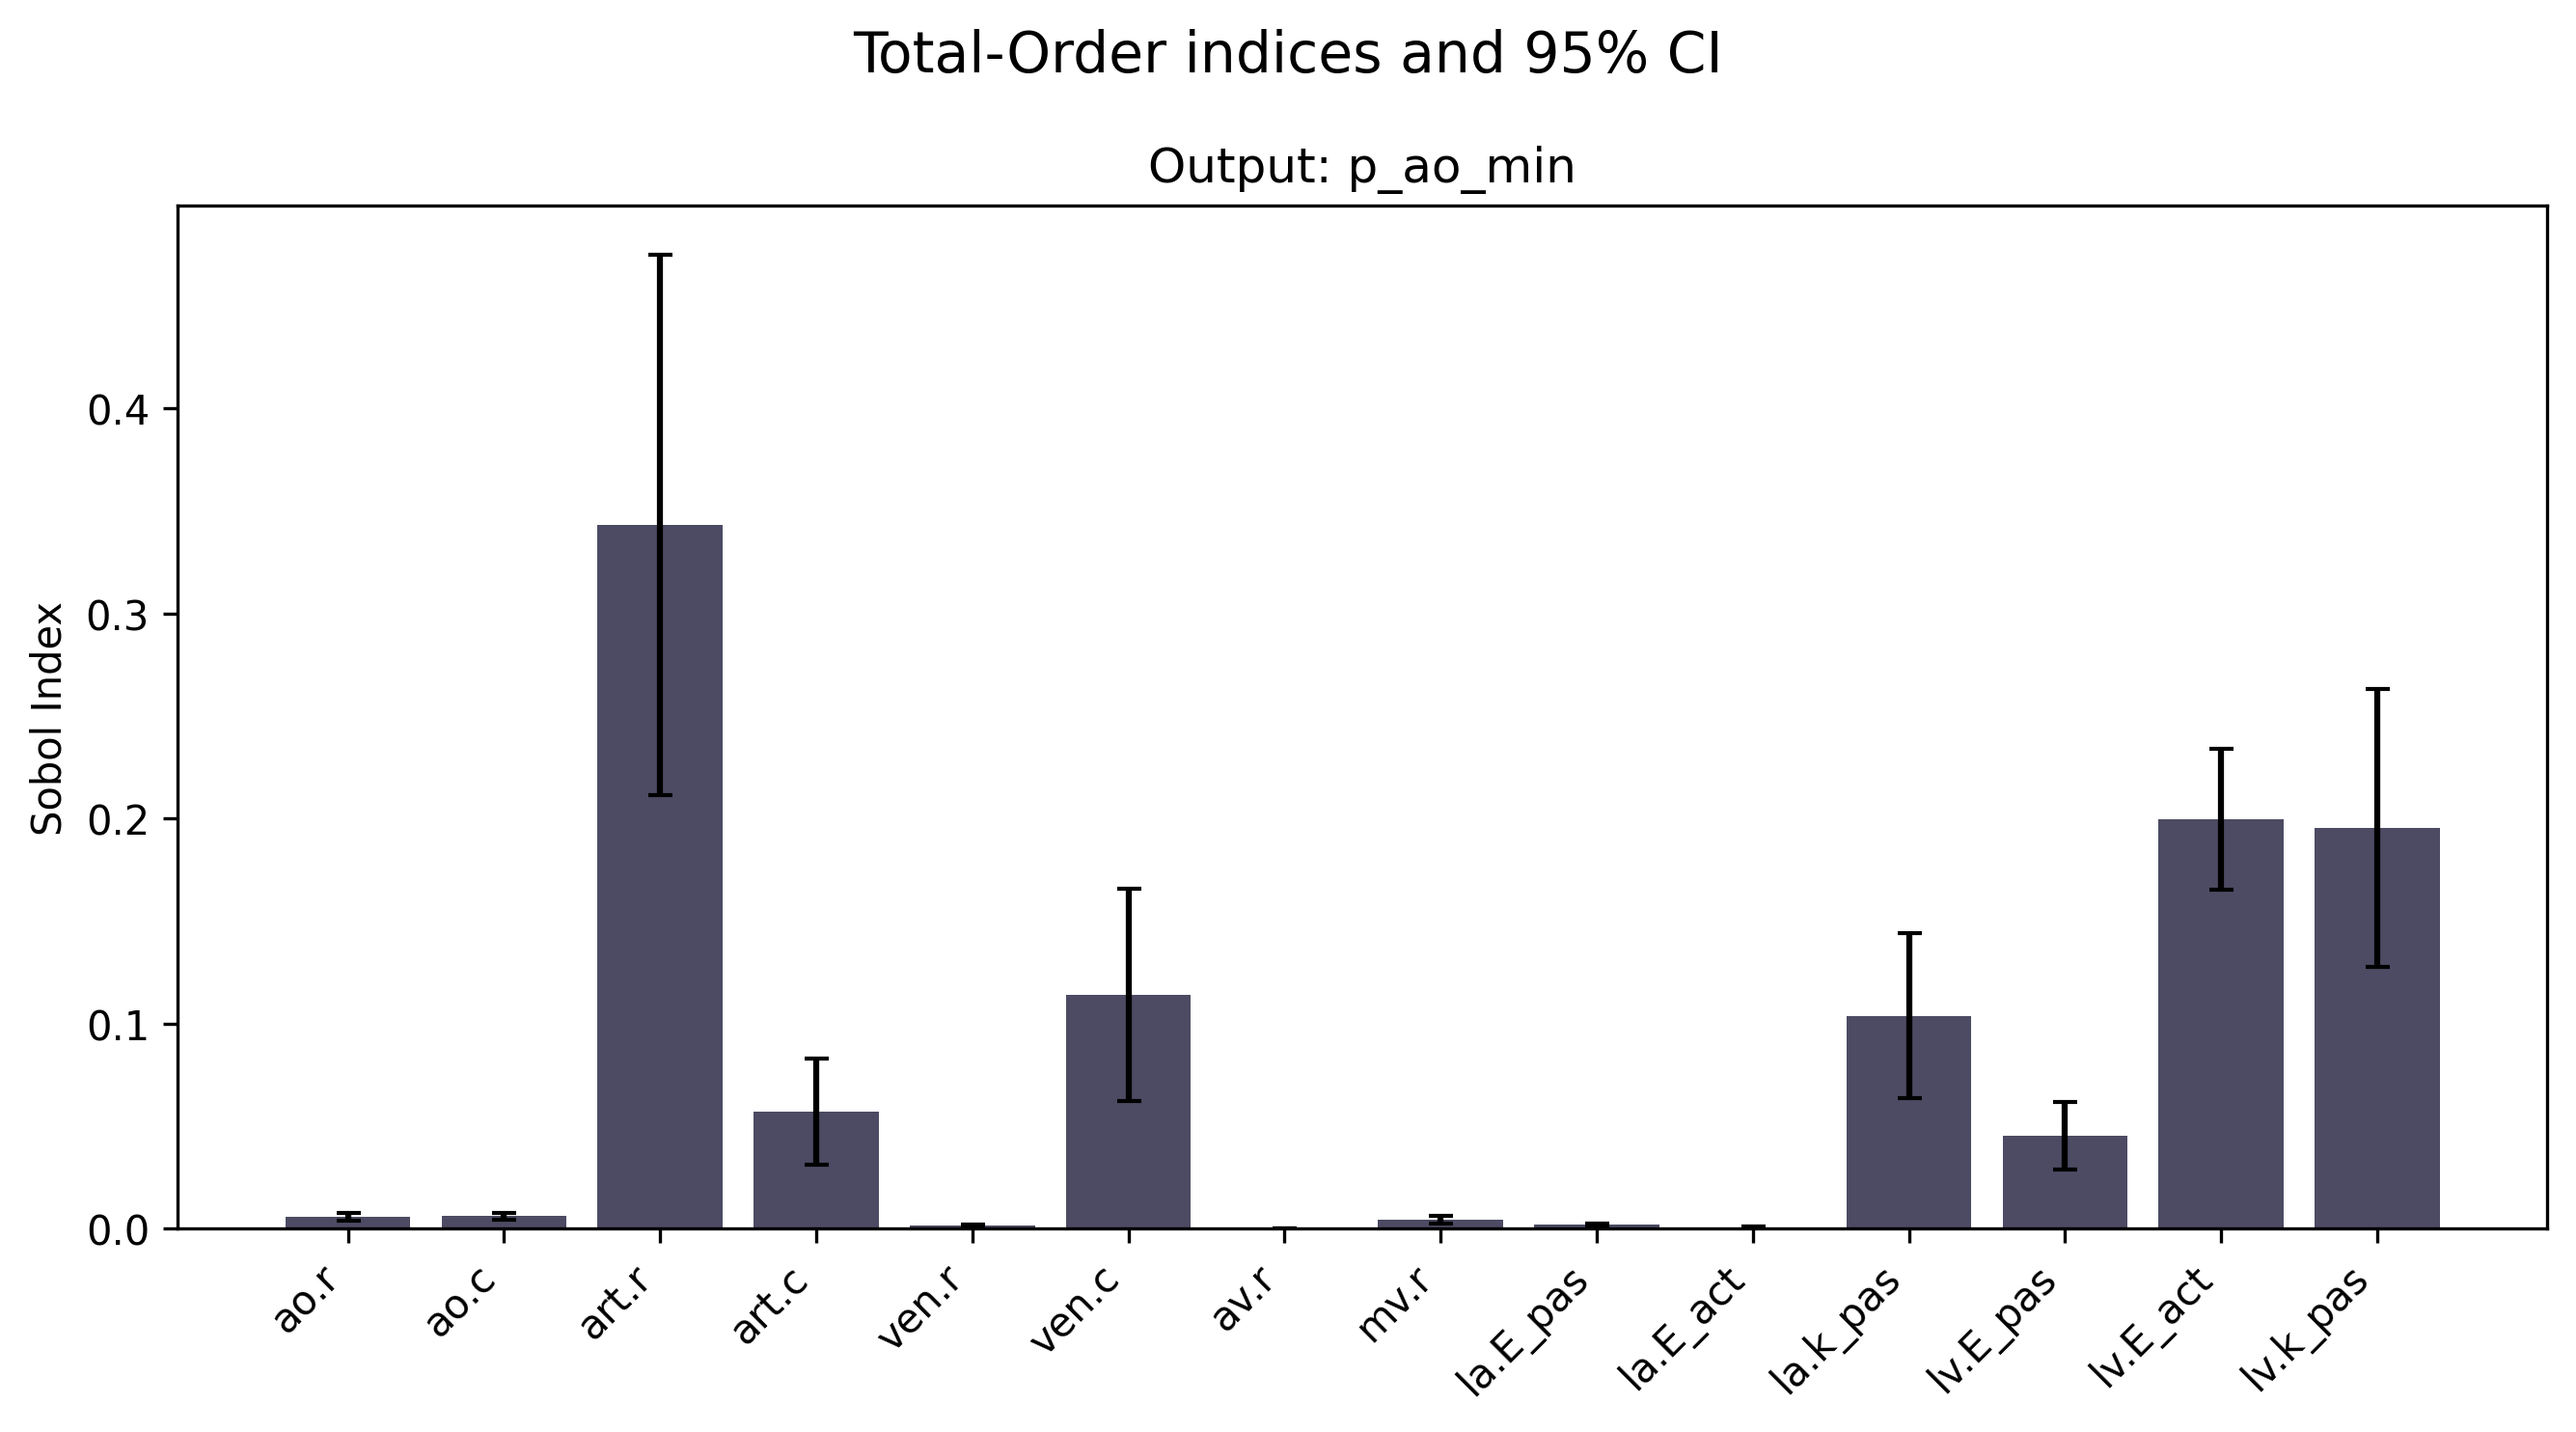 Total-Order indices and 95% CI
Output: p_ao_min
Sobol Index
0.4
0.3
0.2
0.1
0.0
ao.r
ao.c
art.r
art.c
ven.r
ven.c
av.r
mv.r
la.E_pas
la.E_act
la.k_pas
lv.E_pas
lv.E_act
lv.k_pas